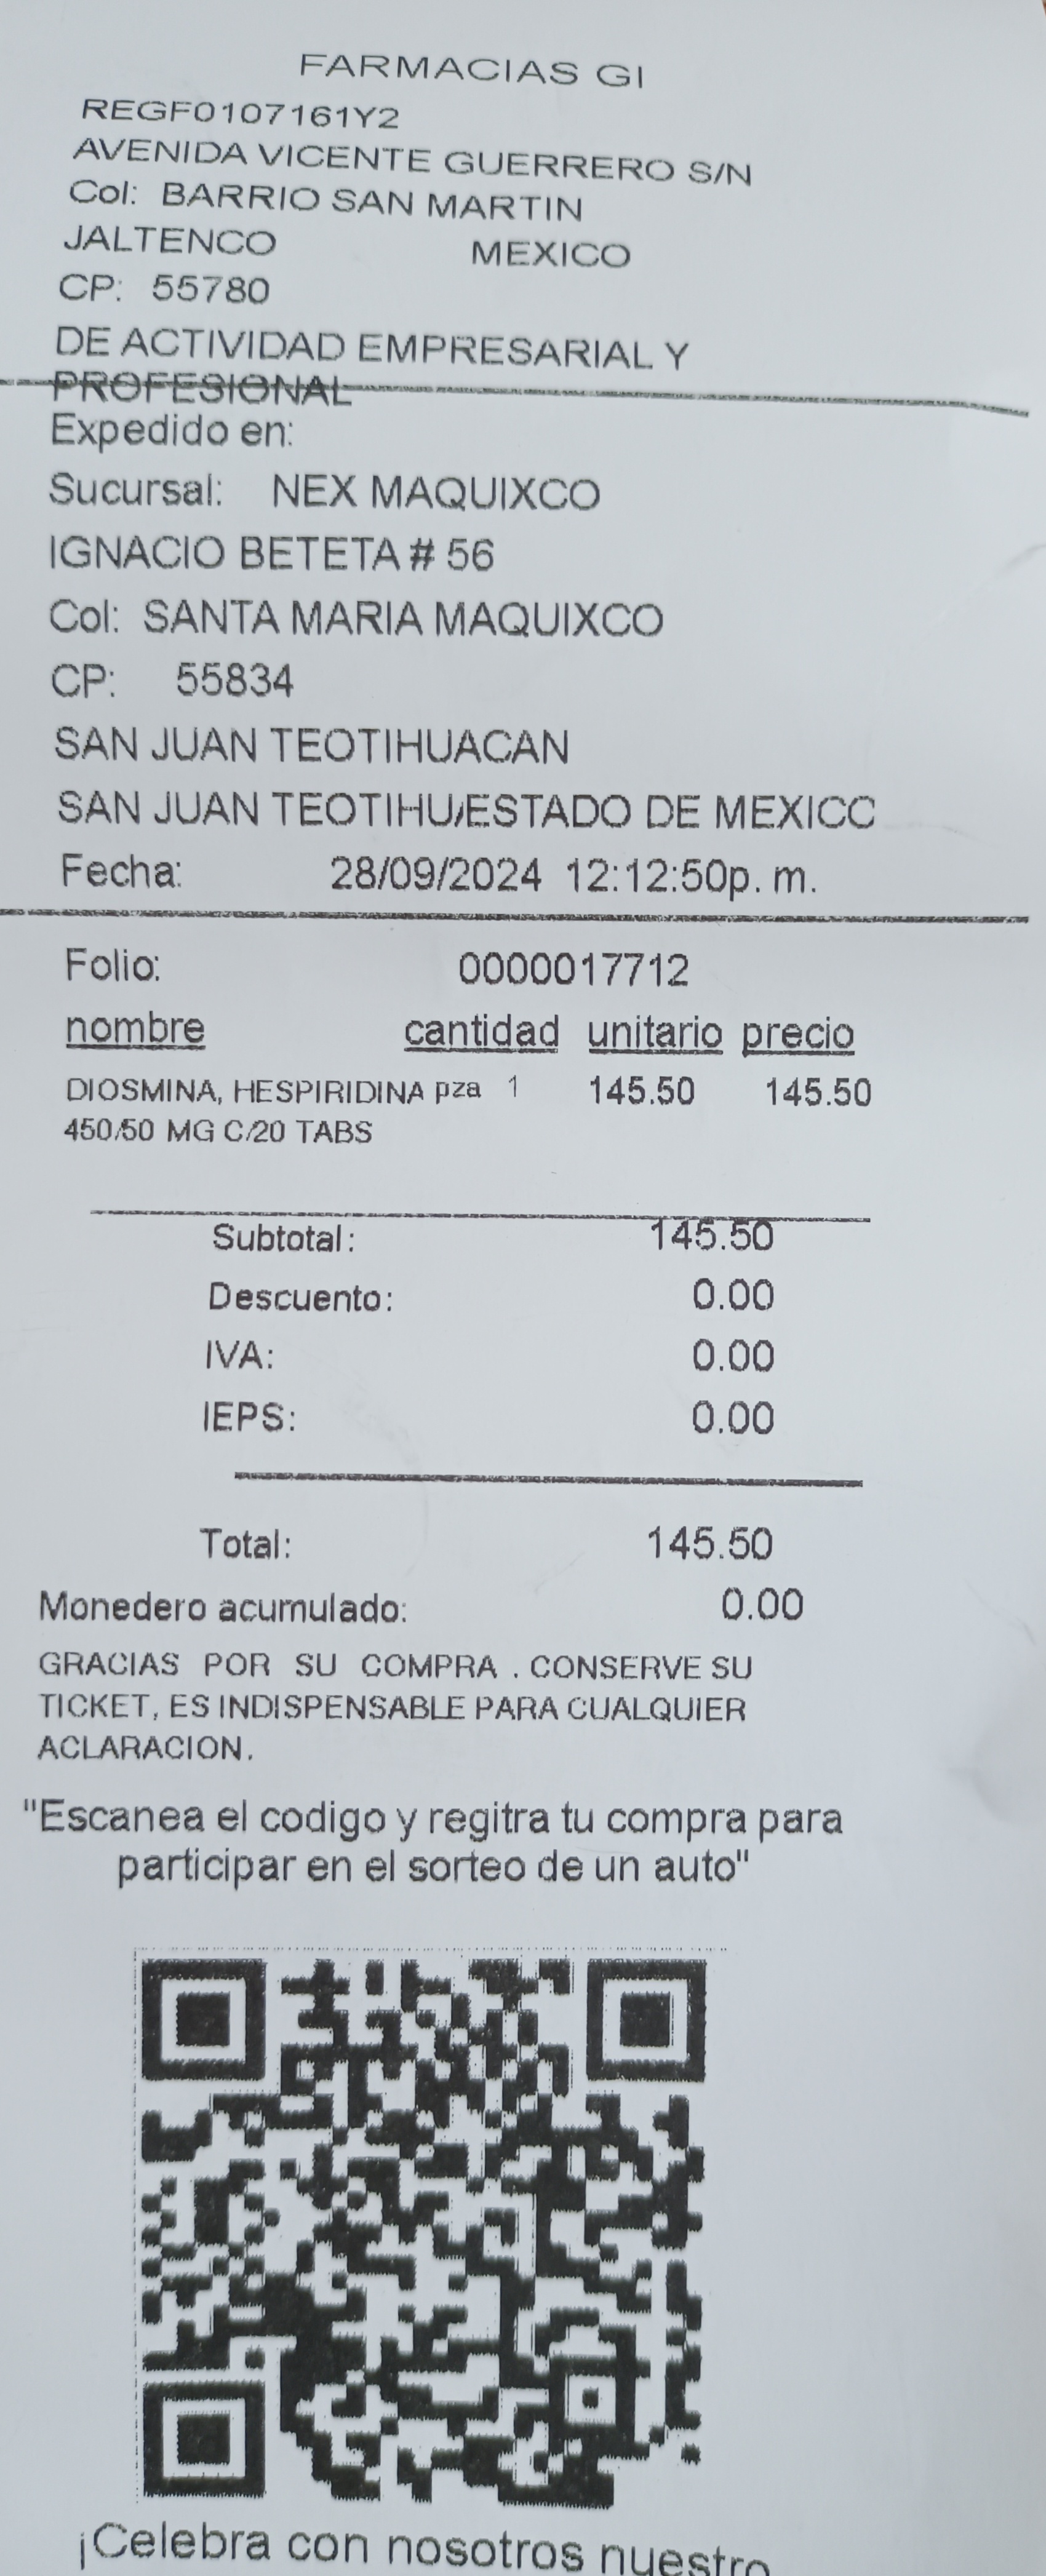 FARMACIAS GI
REGF0107161Y2
AVENIDA VICENTE GUERRERO S/N
Col: BARRIO SAN MARTIN
JALTENCO MEXICO
CP: 55780
DE ACTIVIDAD EMPRESARIAL Y
PROFESIONAL
Expedido en:
Sucursal: NEX MAQUIXCO
IGNACIO BETETA # 56
Col: SANTA MARIA MAQUIXCO
CP: 55834
SAN JUAN TEOTIHUACAN
SAN JUAN TEOTIHU/ESTADO DE MEXICO
Fecha: 28/09/2024 12:12:50p. m.
Folio: 0000017712
nombre cantidad unitario precio
DIOSMINA, HESPIRIDINA pza 1 145.50 145.50
450/50 MG C/20 TABS
Subtotal: 145.50
Descuento: 0.00
IVA: 0.00
IEPS: 0.00
Total: 145.50
Monedero acumulado: 0.00
GRACIAS POR SU COMPRA . CONSERVE SU
TICKET, ES INDISPENSABLE PARA CUALQUIER
ACLARACION.
"Escanea el codigo y regitra tu compra para
participar en el sorteo de un auto"
¡Celebra con nosotros nuestro